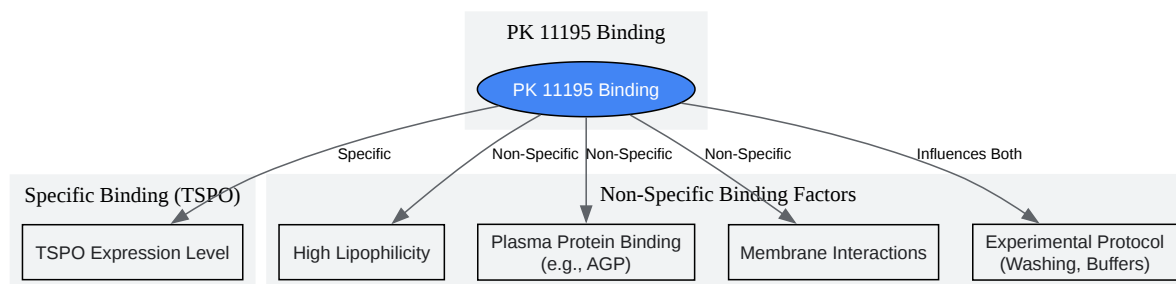 PK 11195 Binding
PK 11195 Binding
Specific
Non-Specific
Non-Specific
Non-Specific
Influences Both
Specific Binding (TSPO)
Non-Specific Binding Factors
TSPO Expression Level
High Lipophilicity
Plasma Protein Binding
(e.g., AGP)
Membrane Interactions
Experimental Protocol
(Washing, Buffers)